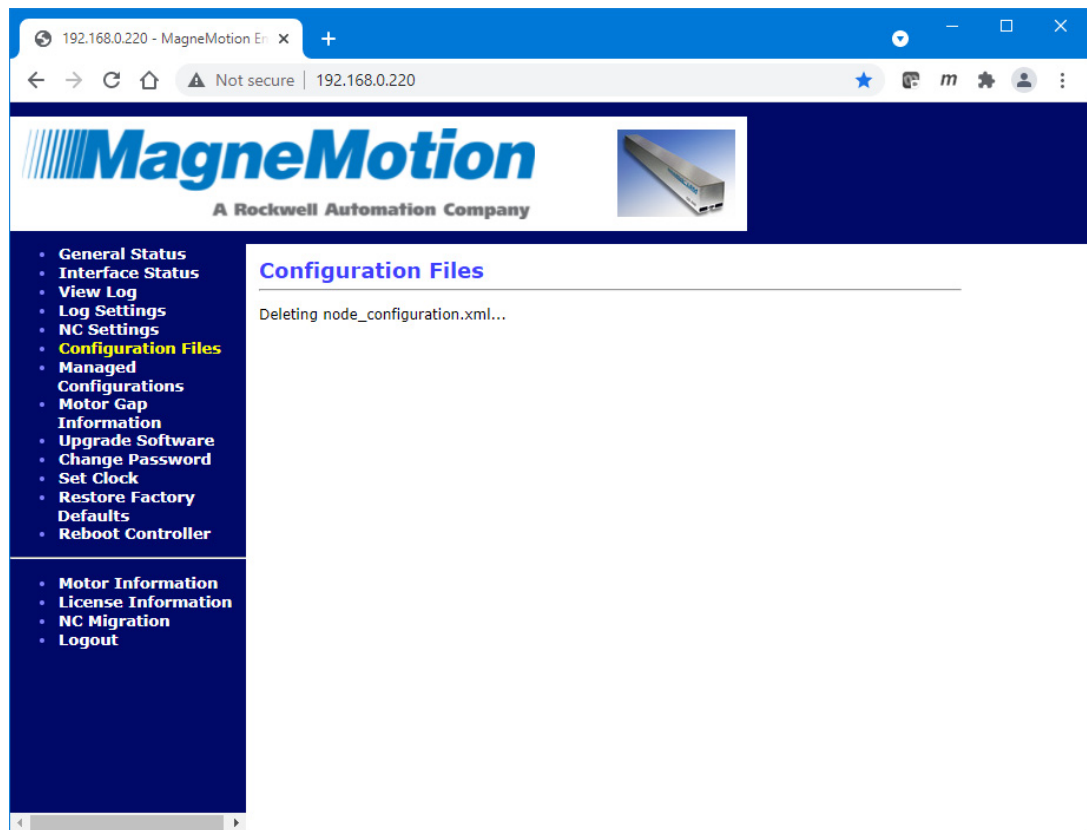 192.168.0.220 - MagneMotion En
Not secure | 192.168.0.220
m
MagneMotion
A Rockwell Automation Company
General Status
Interface Status
View Log
Log Settings
NC Settings
Configuration Files
Managed
Configurations
Motor Gap
Information
Upgrade Software
Change Password
Set Clock
Restore Factory
Defaults
Reboot Controller
Motor Information
License Information
NC Migration
Logout
Configuration Files
Deleting node_configuration.xml...